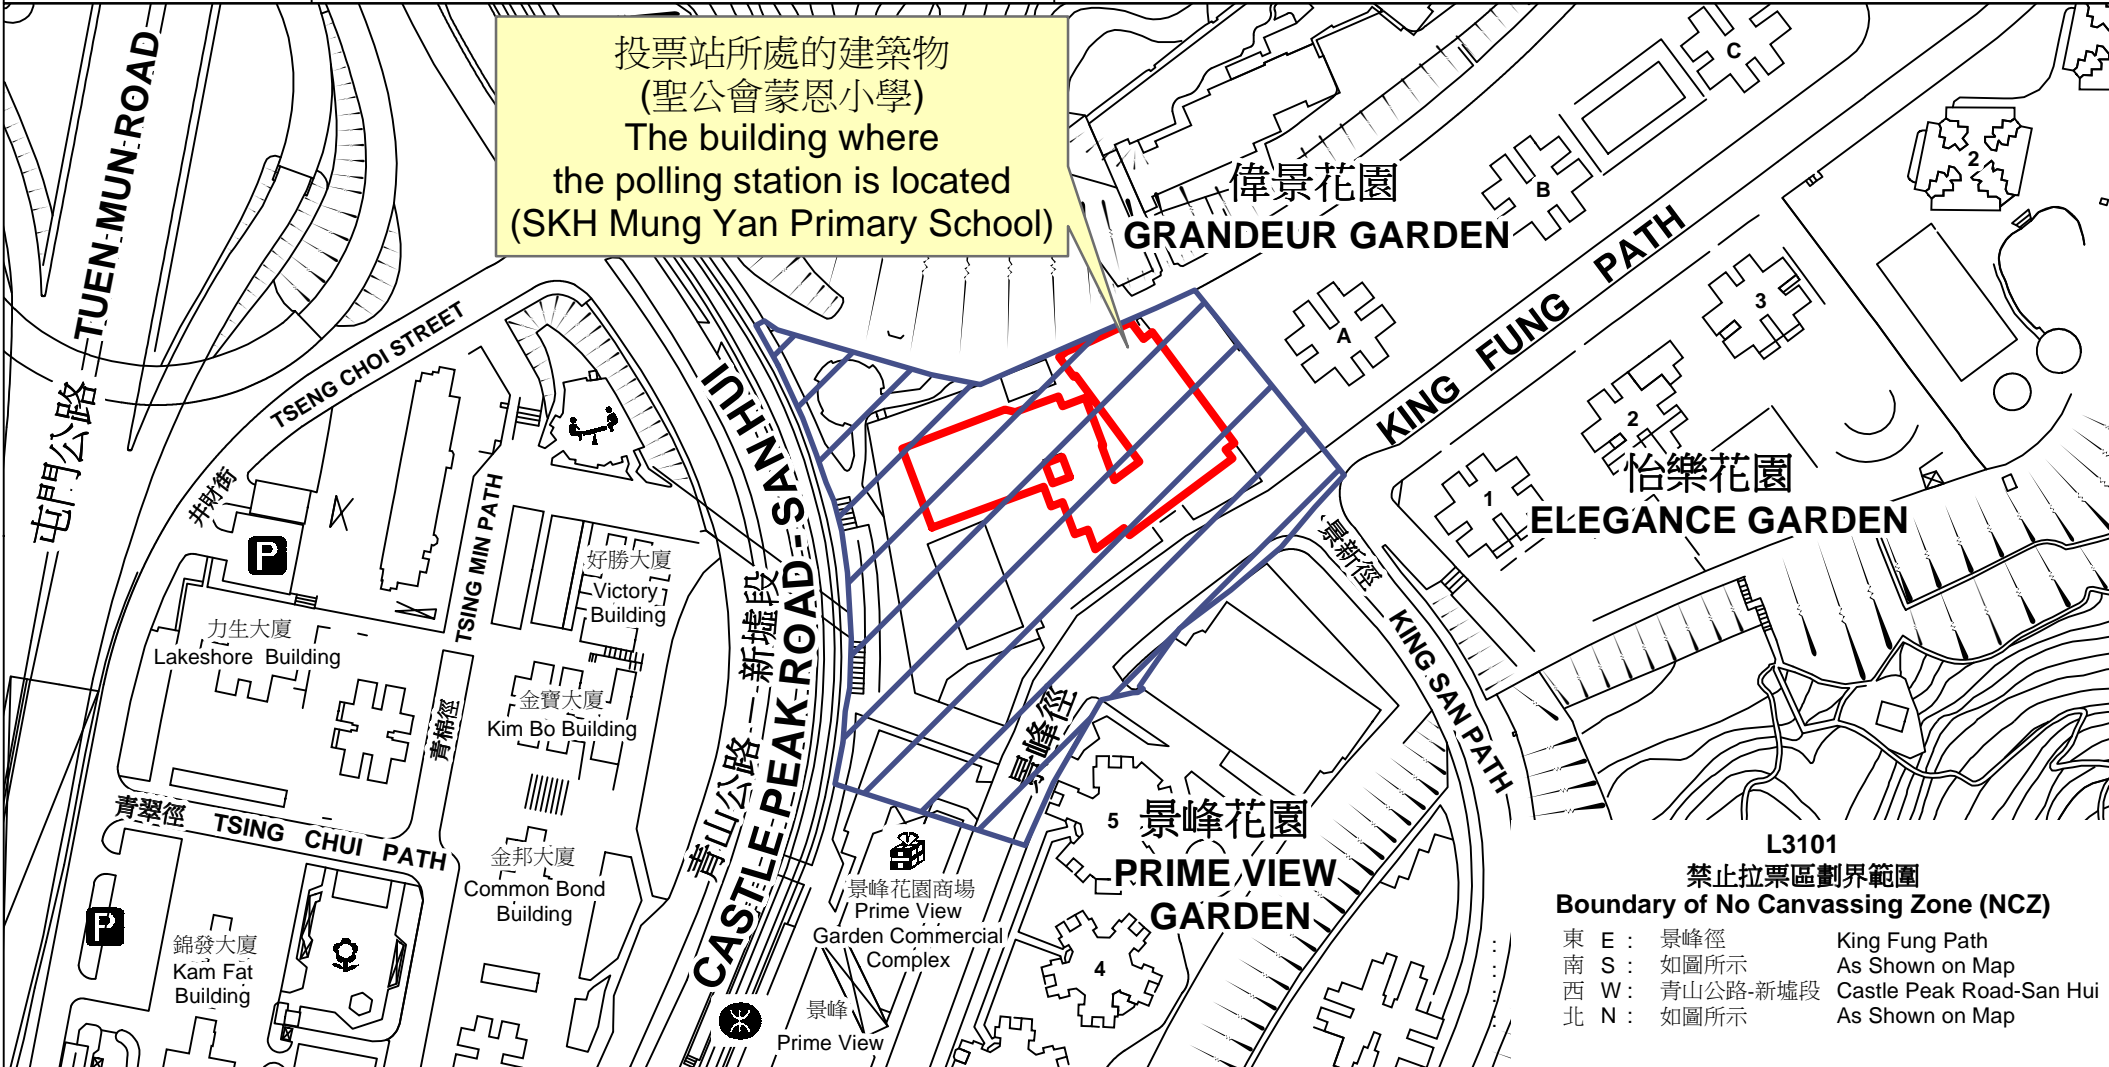 投票站所處的建築物
(聖公會蒙恩小學)
The building where
the polling station is located
(SKH Mung Yan Primary School)
屯門公路 TUEN MUN ROAD
TSENG CHOI STREET
井財街
P
力生大廈
Lakeshore Building
TSING MIN PATH
青棉徑
好勝大廈
Victory
Building
金寶大廈
Kim Bo Building
青翠徑 TSING CHUI PATH
金邦大廈
Common Bond
Building
P
錦發大廈
Kam Fat
Building
青山公路－新墟段
CASTLE PEAK ROAD - SAN HUI
偉景花園
GRANDEUR GARDEN
A
B
C
KING FUNG PATH
景峰徑
2
3
2
1
怡樂花園
ELEGANCE GARDEN
景新徑 KING SAN PATH
5
景峰花園
PRIME VIEW
GARDEN
4
景峰花園商場
Prime View
Garden Commercial
Complex
景峰
Prime View
L3101
禁止拉票區劃界範圍
Boundary of No Canvassing Zone (NCZ)
東 E : 景峰徑 King Fung Path
南 S : 如圖所示 As Shown on Map
西 W : 青山公路-新墟段 Castle Peak Road-San Hui
北 N : 如圖所示 As Shown on Map